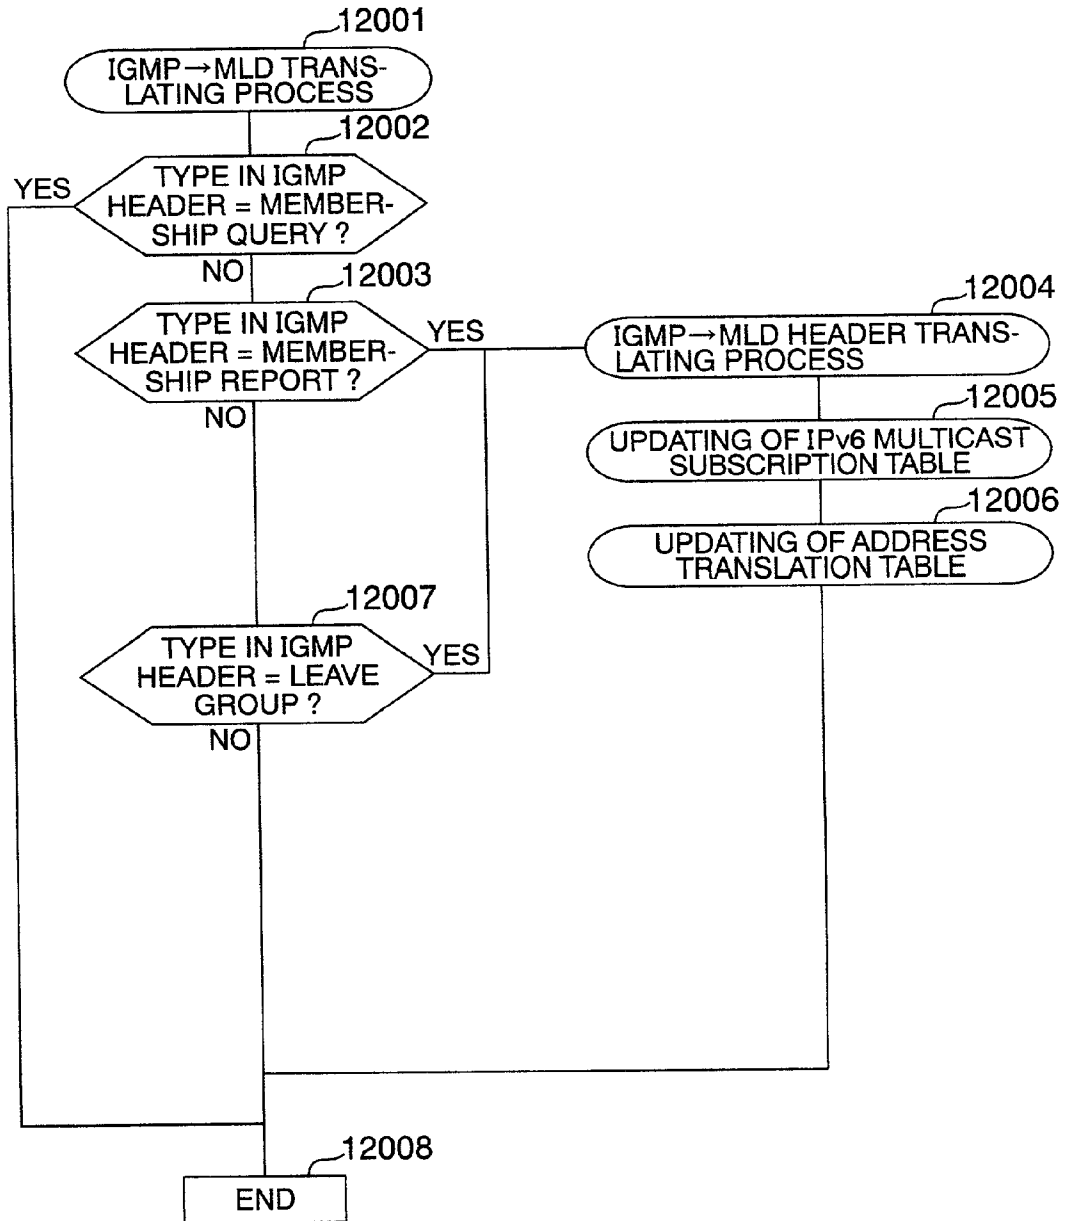 12001
IGMP→MLD TRANS-
LATING PROCESS
12002
YES
TYPE IN IGMP
HEADER = MEMBER-
SHIP QUERY ?
NO
12003
TYPE IN IGMP
HEADER = MEMBER-
SHIP REPORT ?
YES
NO
12004
IGMP→MLD HEADER TRANS-
LATING PROCESS
12005
UPDATING OF IPv6 MULTICAST
SUBSCRIPTION TABLE
12006
UPDATING OF ADDRESS
TRANSLATION TABLE
12007
TYPE IN IGMP
HEADER = LEAVE
GROUP ?
YES
NO
12008
END